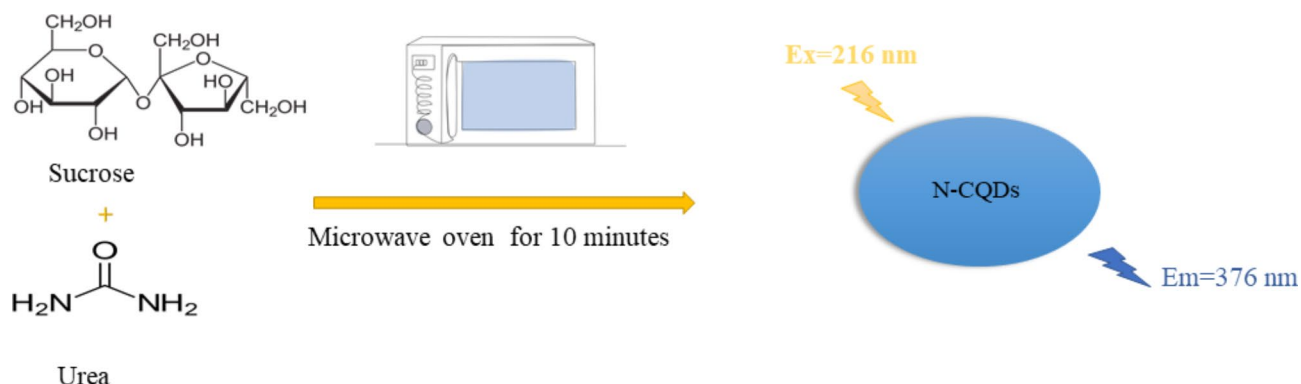 CH₂OH
O
OH
OH
OH
O
CH₂OH
O
HO
CH₂OH
OH
Sucrose
+
O
H₂N
NH₂
Urea
Microwave oven for 10 minutes
Ex=216 nm
N-CQDs
Em=376 nm